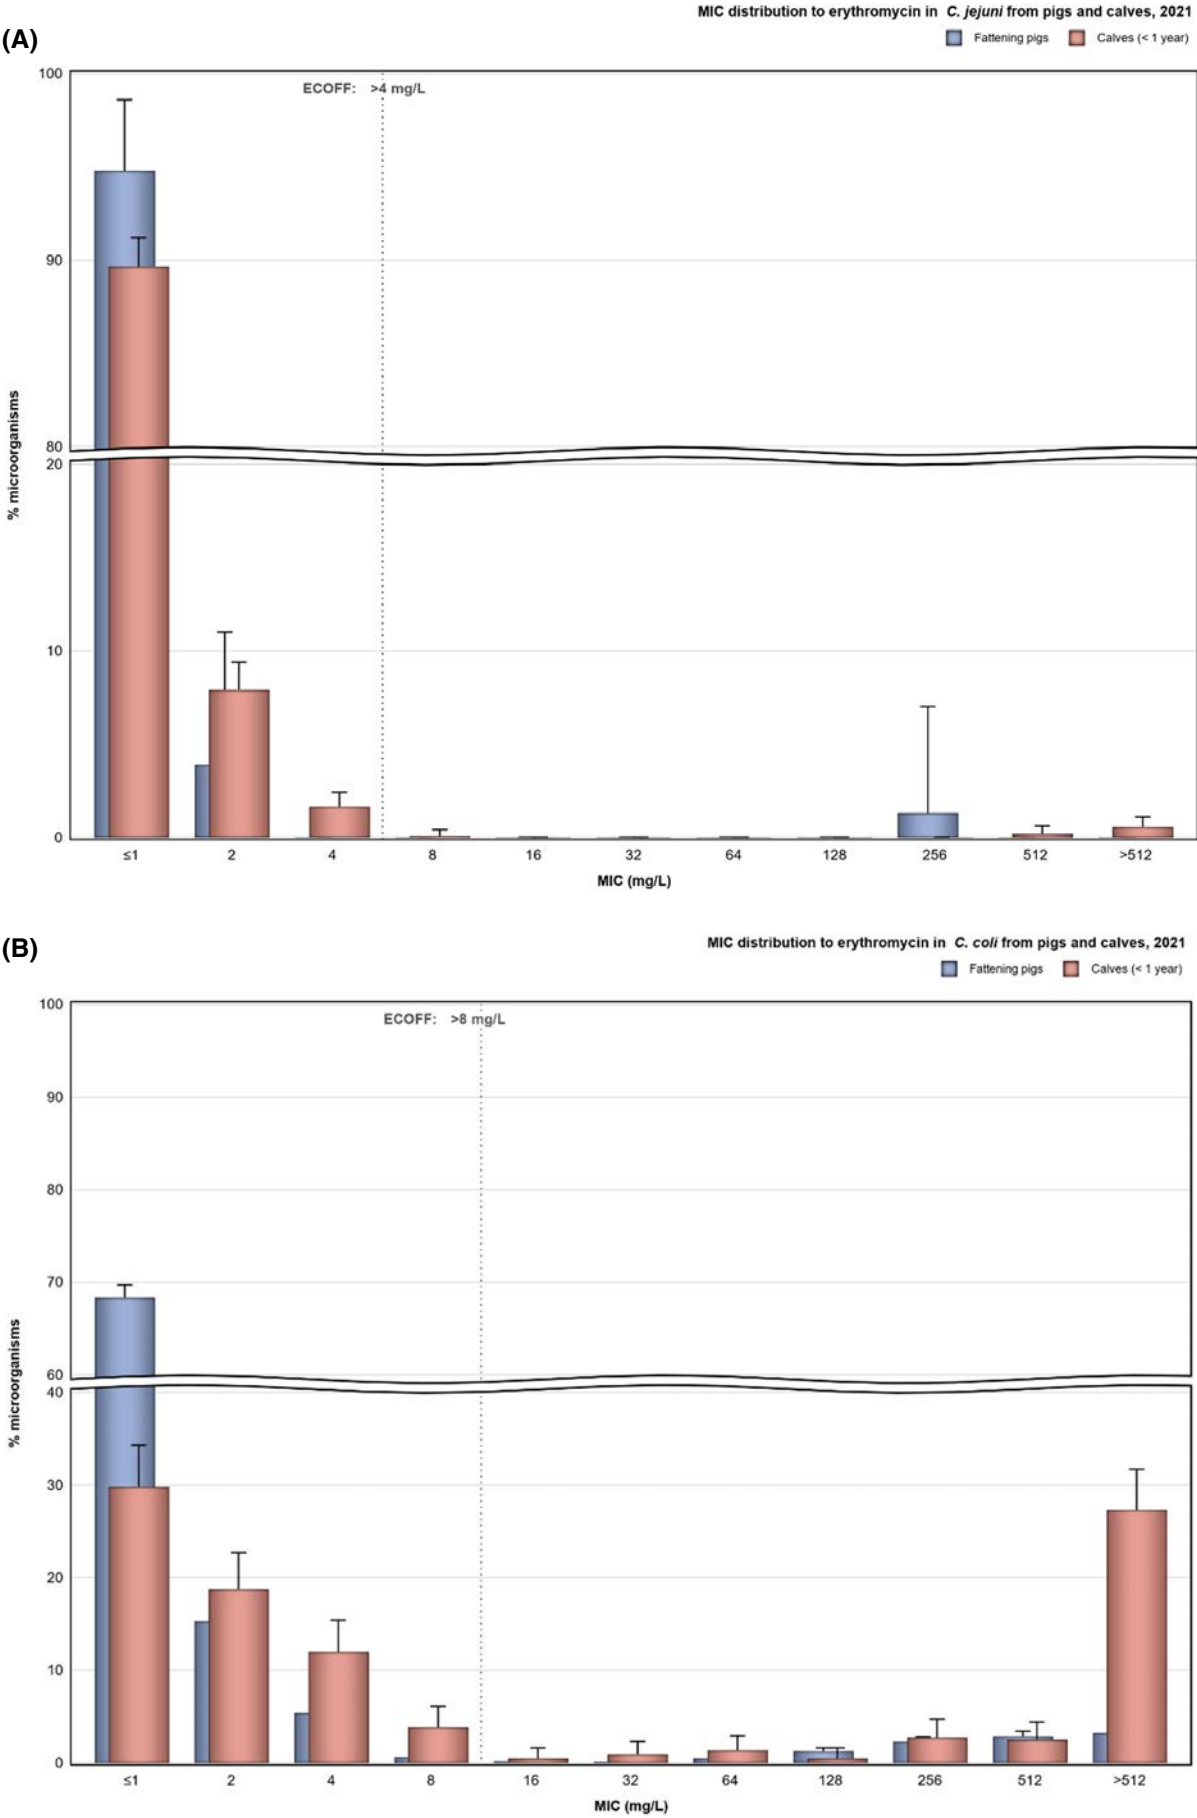 MIC distribution to erythromycin in C. jejuni from pigs and calves, 2021
(A)
Fattening pigs Calves (< 1 year)
100
ECOFF: >4 mg/L
90
80
20
10
0
% microorganisms
≤1 2 4 8 16 32 64 128 256 512 >512
MIC (mg/L)
(B)
MIC distribution to erythromycin in C. coli from pigs and calves, 2021
Fattening pigs Calves (< 1 year)
100
ECOFF: >8 mg/L
90
80
70
60
40
30
20
10
0
% microorganisms
≤1 2 4 8 16 32 64 128 256 512 >512
MIC (mg/L)